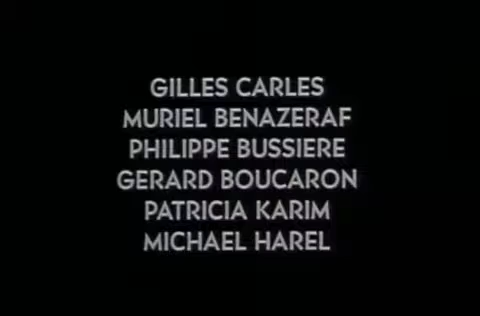 GILLES CARLES
MURIEL BENAZERAF
PHILIPPE BUSSIERE
GERARD BOUCARON
PATRICIA KARIM
MICHAEL HAREL